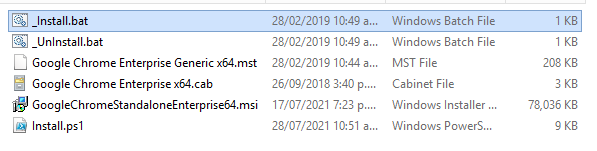 _Install.bat 28/02/2019 10:49 a... Windows Batch File 1 KB
_UnInstall.bat 28/02/2019 10:49 a... Windows Batch File 1 KB
Google Chrome Enterprise Generic x64.mst 28/02/2019 10:44 a... MST File 208 KB
Google Chrome Enterprise x64.cab 26/09/2018 3:40 p.... Cabinet File 3 KB
GoogleChromeStandaloneEnterprise64.msi 17/07/2021 7:23 p.... Windows Installer ... 78,036 KB
Install.ps1 28/07/2021 10:51 a... Windows PowerS... 9 KB